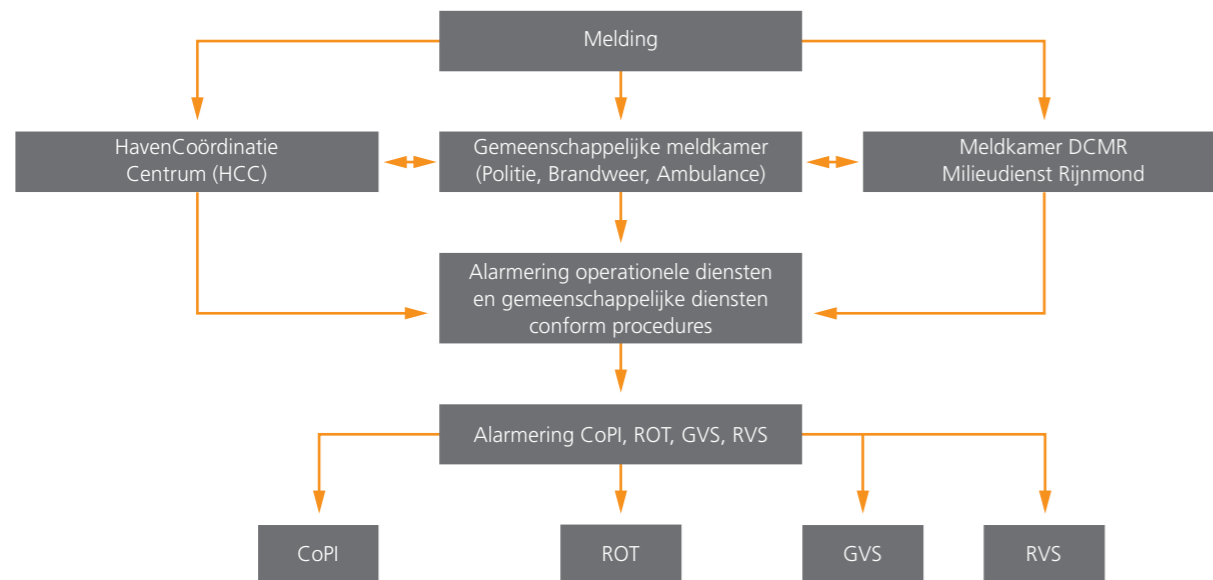 Melding
HavenCoördinatie
Centrum (HCC)
Gemeenschappelijke meldkamer
(Politie, Brandweer, Ambulance)
Meldkamer DCMR
Milieudienst Rijnmond
Alarmering operationele diensten
en gemeenschappelijke diensten
conform procedures
Alarmering CoPI, ROT, GVS, RVS
CoPI
ROT
GVS
RVS